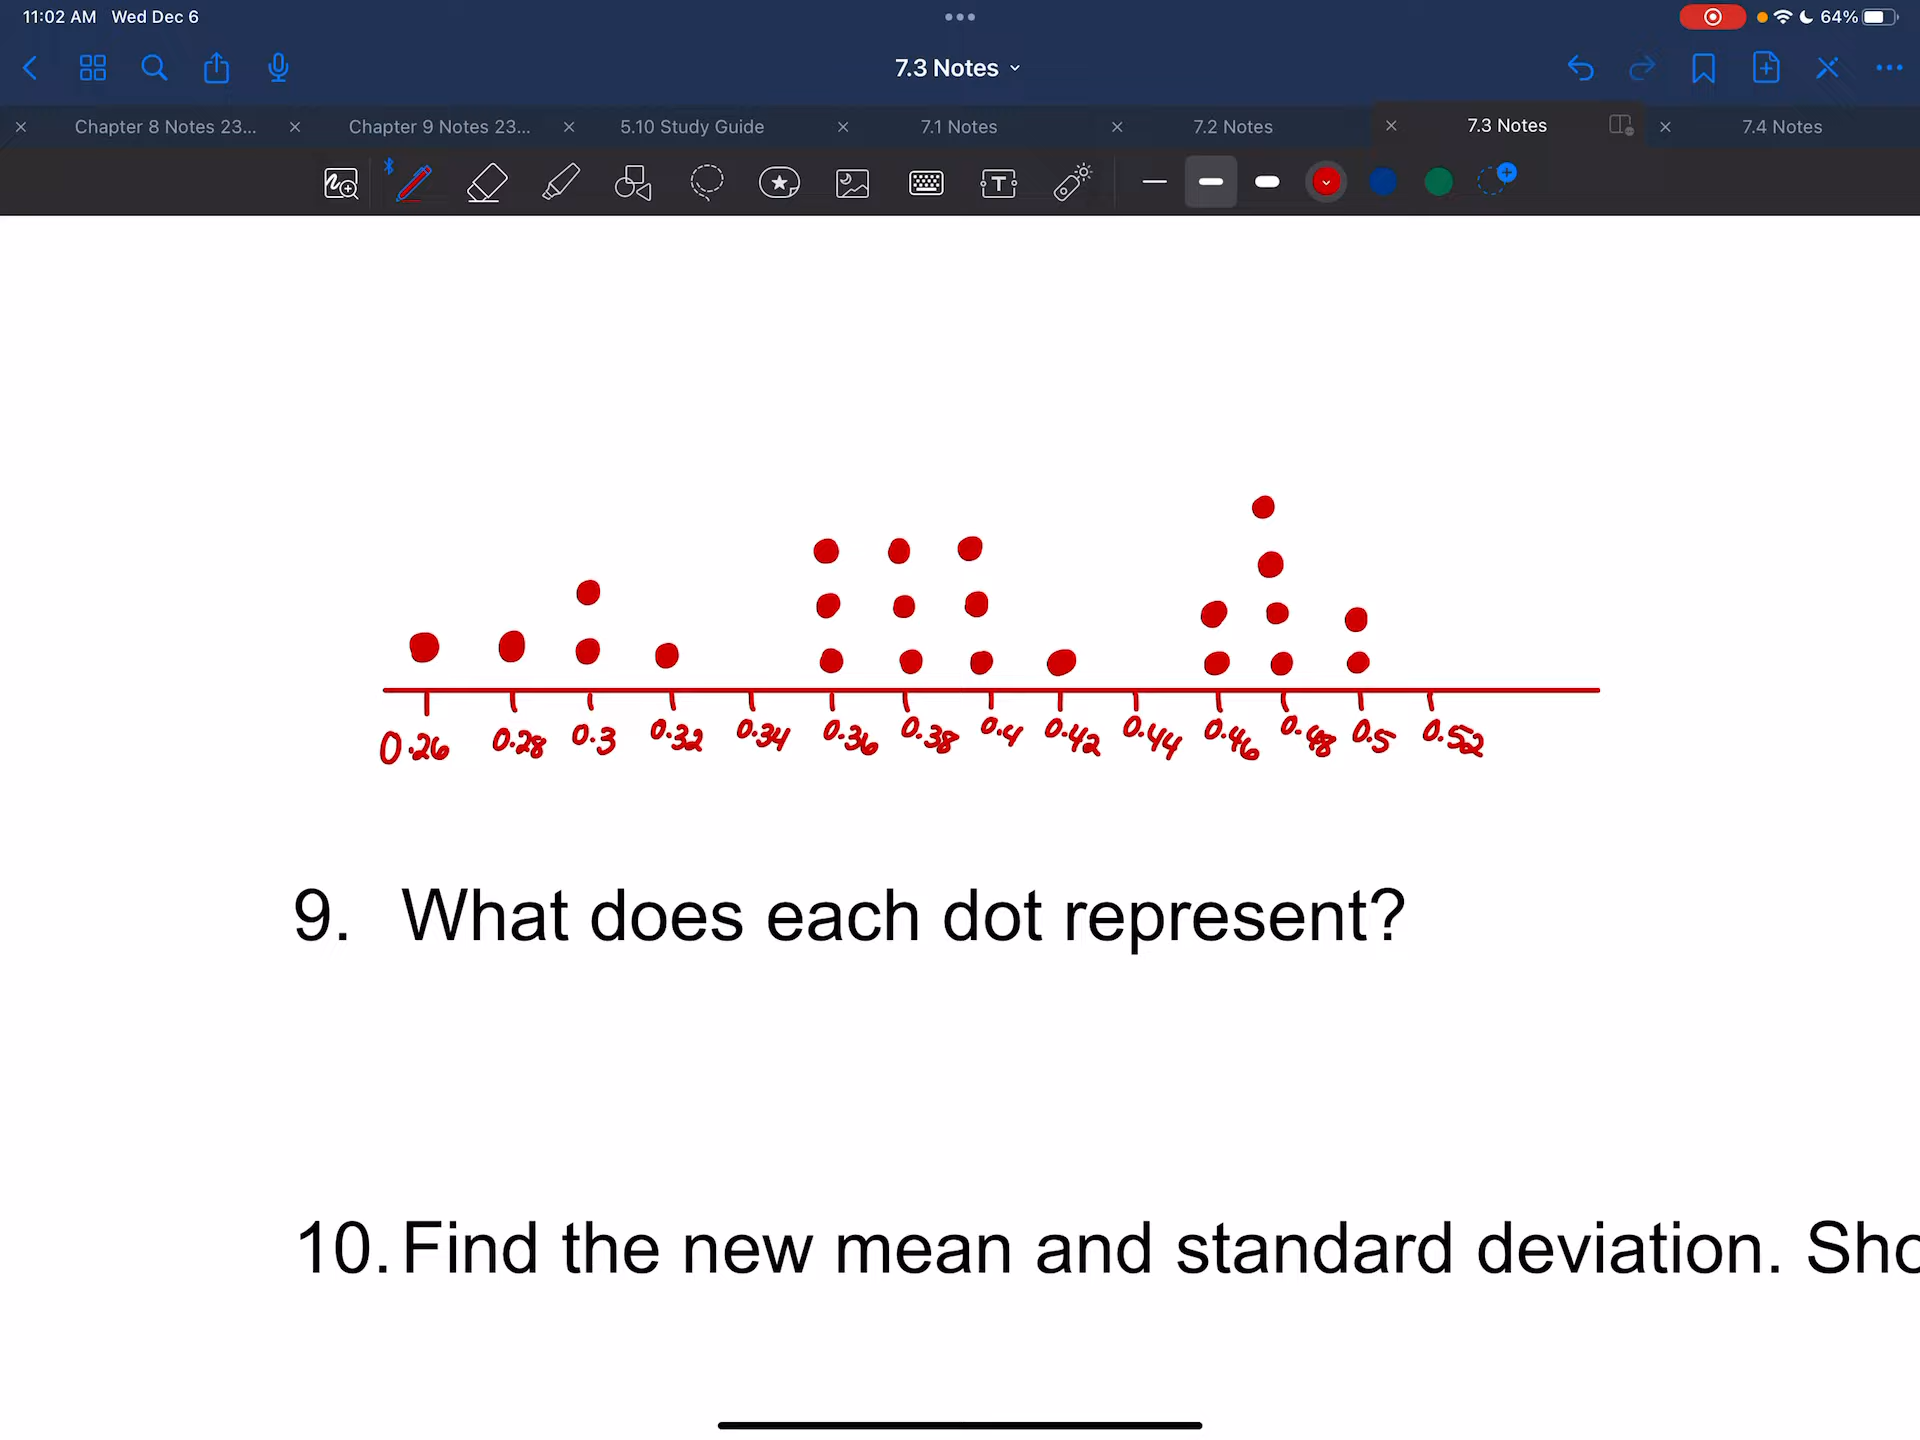 11:02 AM Wed Dec 6
64%
7.3 Notes
Chapter 8 Notes 23...
Chapter 9 Notes 23...
5.10 Study Guide
7.1 Notes
7.2 Notes
7.3 Notes
7.4 Notes
T
0.26 0.28 0.3 0.32 0.34 0.36 0.38 0.4 0.42 0.44 0.46 0.48 0.5 0.52
9. What does each dot represent?
10. Find the new mean and standard deviation. Sho